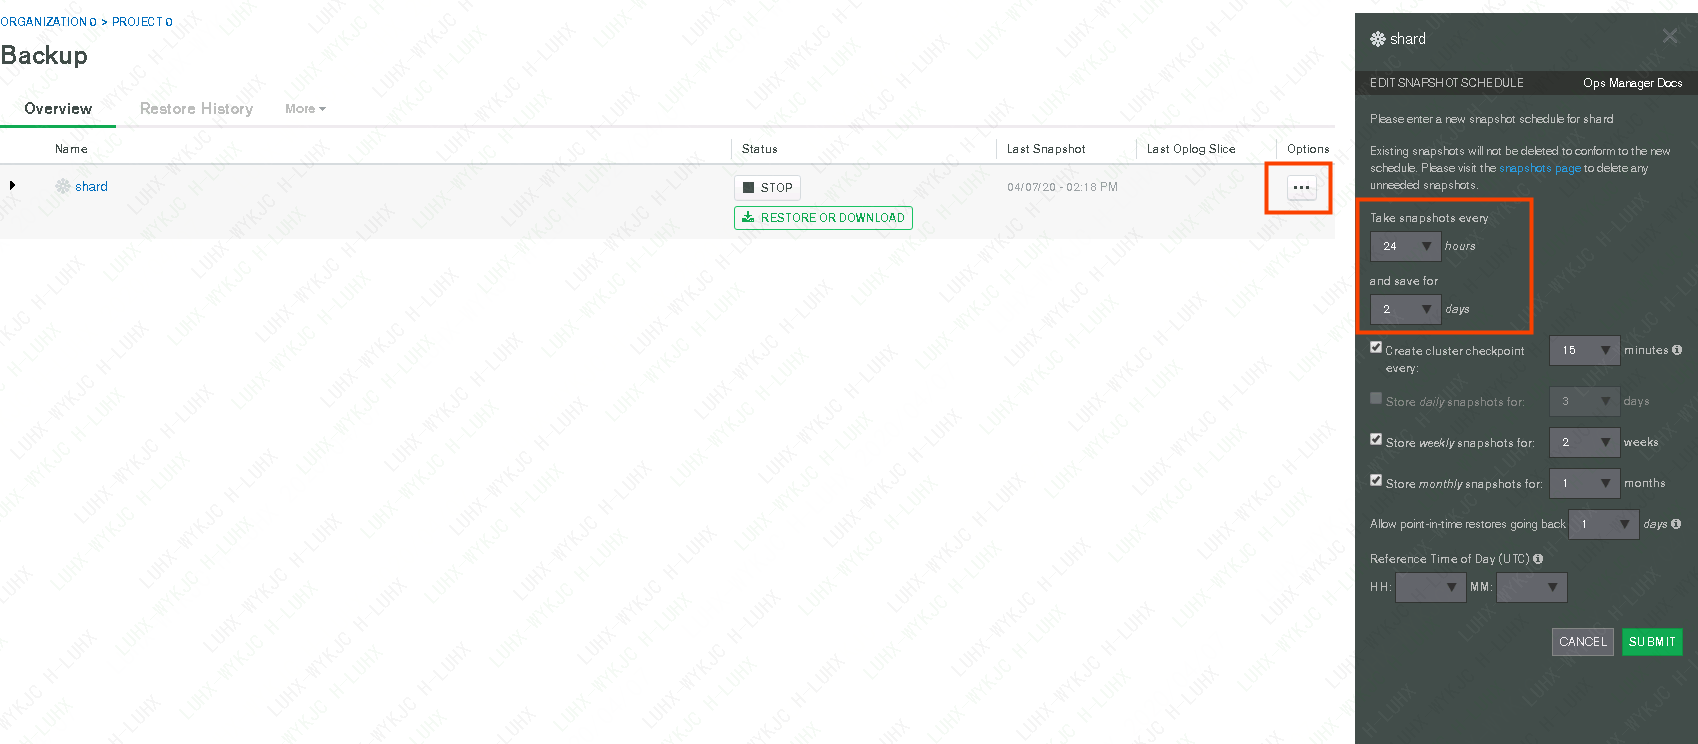 ORGANIZATION 0 > PROJECT 0
Backup
Overview Restore History More
Name Status Last Snapshot Last Oplog Slice Options
shard STOP 04/07/20 - 02:18 PM ...
RESTORE OR DOWNLOAD
shard
EDIT SNAPSHOT SCHEDULE Ops Manager Docs
Please enter a new snapshot schedule for shard
Existing snapshots will not be deleted to conform to the new
schedule. Please visit the snapshots page to delete any
unneeded snapshots.
Take snapshots every
24 hours
and save for
2 days
Create cluster checkpoint 15 minutes
every:
Store daily snapshots for: 3 days
Store weekly snapshots for: 2 weeks
Store monthly snapshots for: 1 months
Allow point-in-time restores going back 1 days
Reference Time of Day (UTC)
HH: MM:
CANCEL SUBMIT